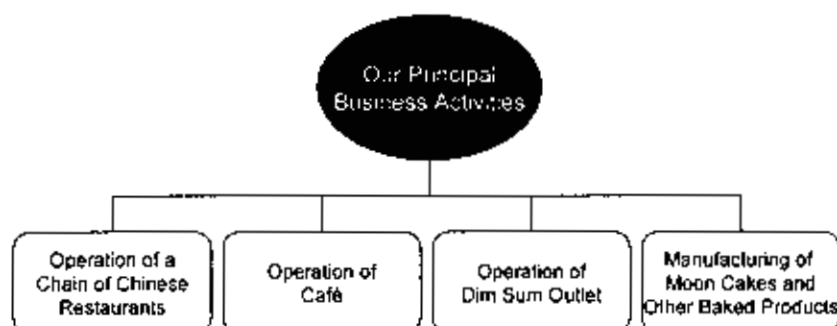 Our Principal
Business Activities
Operation of a
Chain of Chinese
Restaurants
Operation of
Café
Operation of
Dim Sum Outlet
Manufacturing of
Moon Cakes and
Other Baked Products